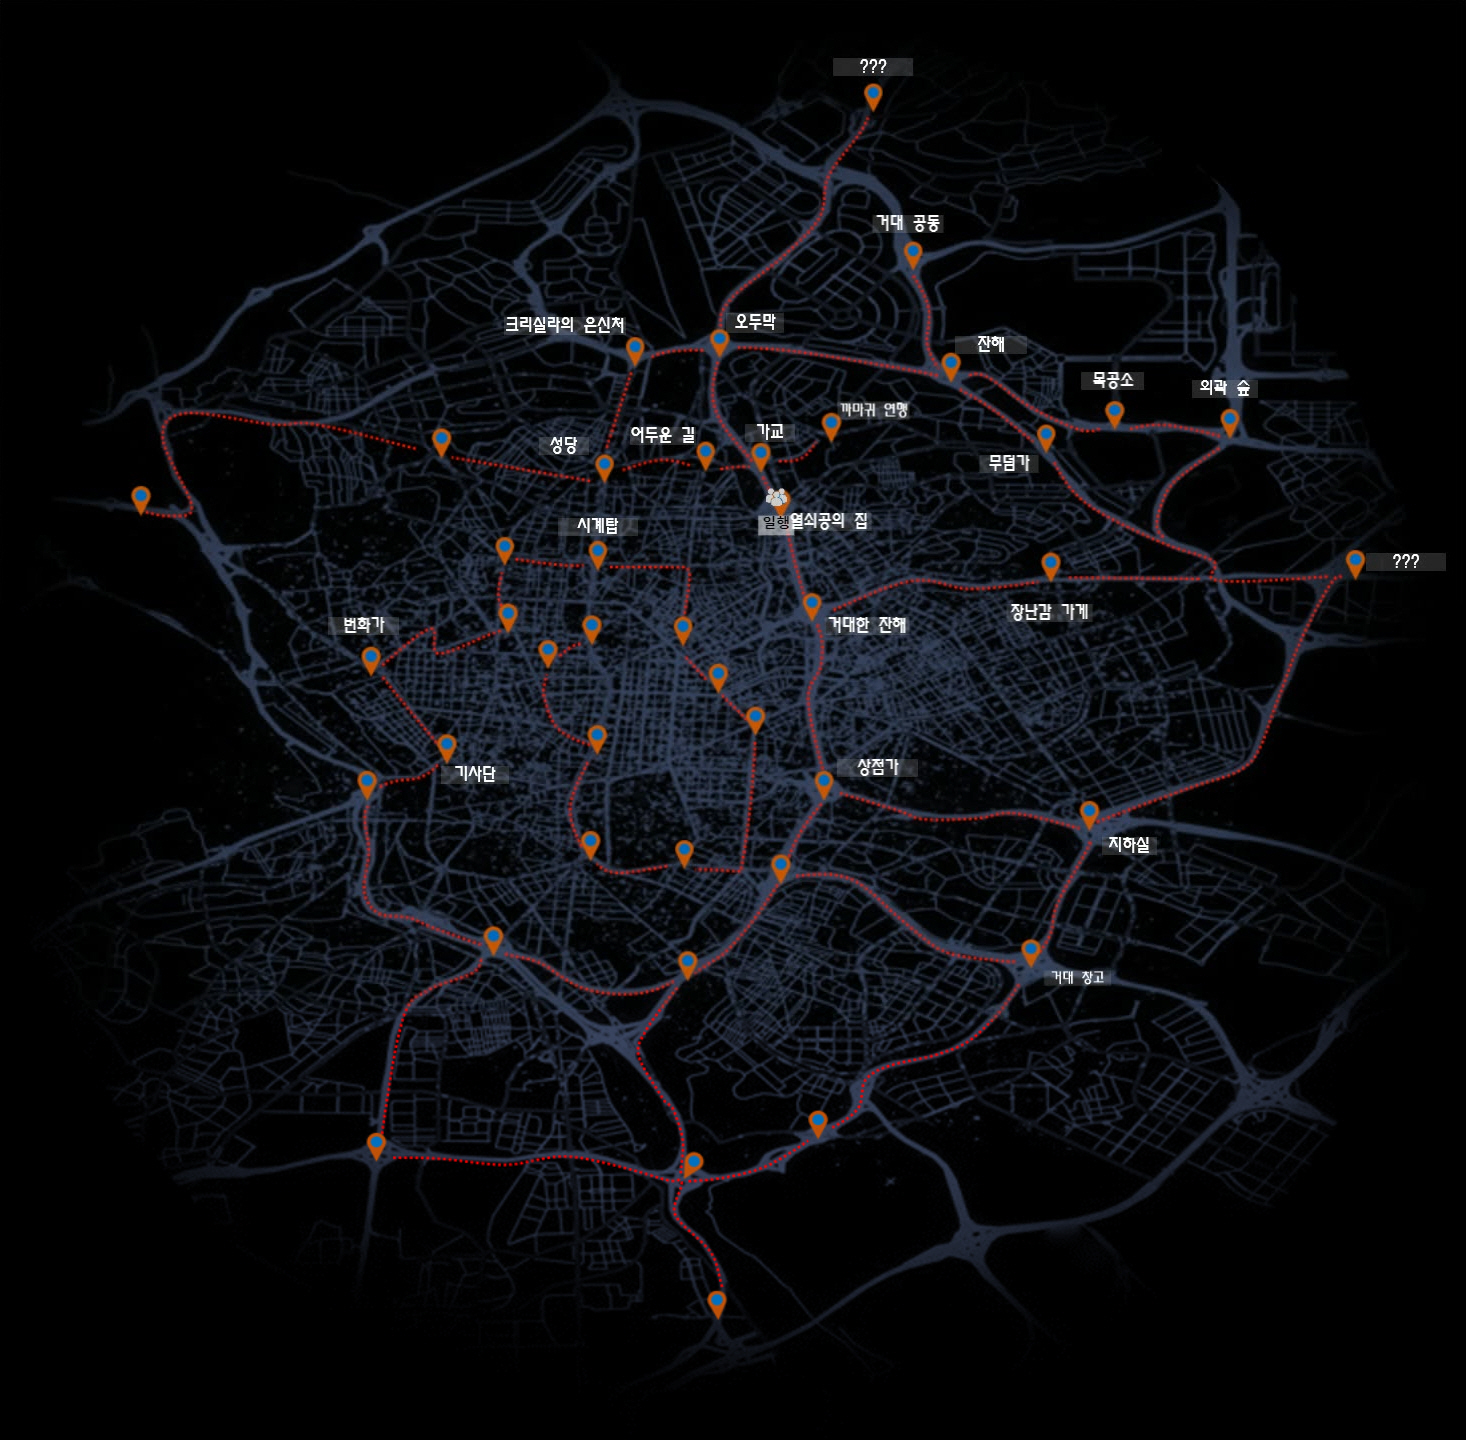 ???
거대 공동
크리실라의 은신처
오두막
잔해
목공소
외곽 숲
까마귀 연맹
성당
어두운 길
가교
무덤가
시계탑
일행
열쇠공의 집
???
장난감 가게
번화가
거대한 잔해
기사단
상점가
지하실
거대 창고